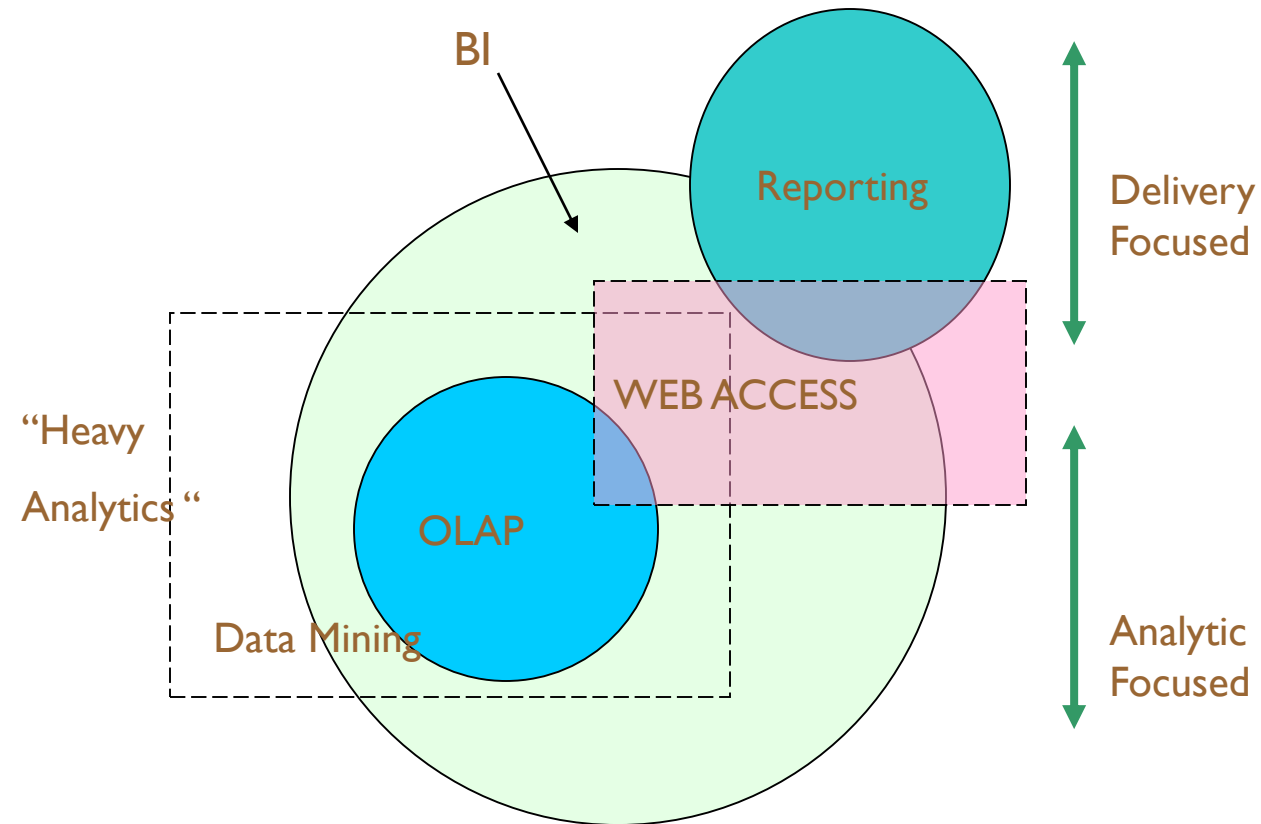 BI
Reporting
Delivery
Focused
WEB ACCESS
“Heavy
Analytics “
OLAP
Data Mining
Analytic
Focused